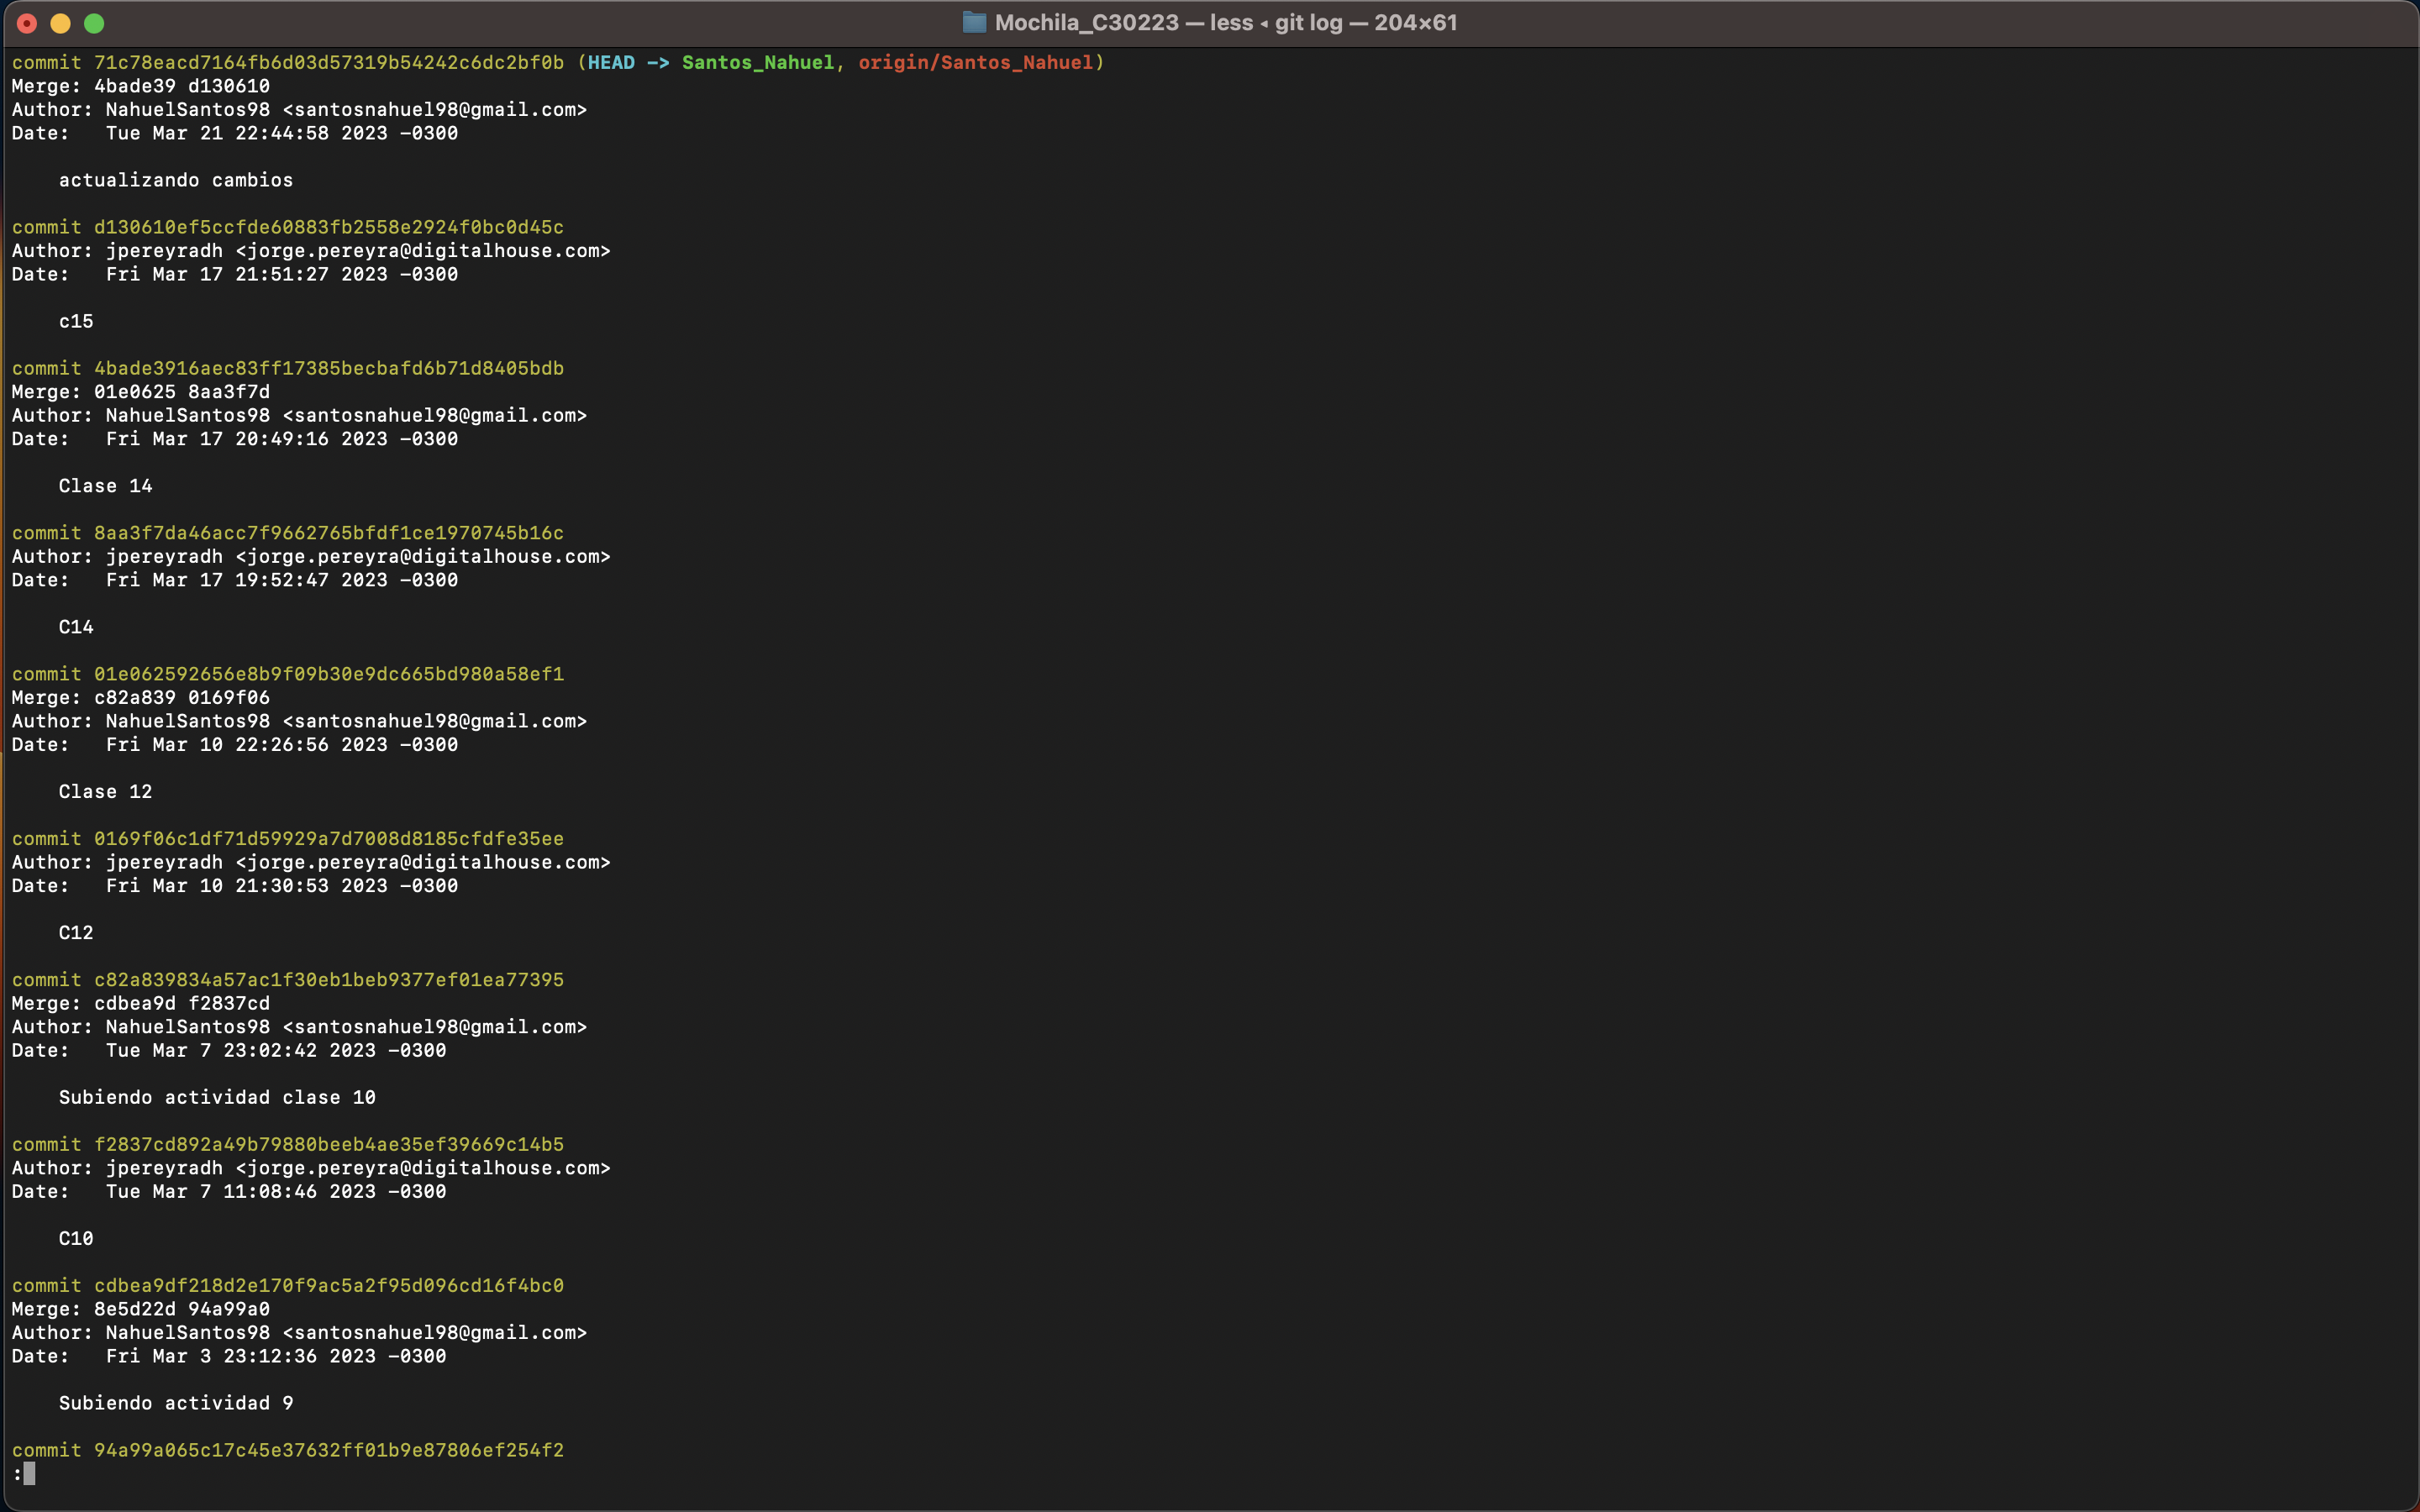 Mochila_C30223 — less ◂ git log — 204×61
commit 71c78eacd7164fb6d03d57319b54242c6dc2bf0b (HEAD -> Santos_Nahuel, origin/Santos_Nahuel)
Merge: 4bade39 d130610
Author: NahuelSantos98 <santosnahuel98@gmail.com>
Date:   Tue Mar 21 22:44:58 2023 -0300
    actualizando cambios
commit d130610ef5ccfde60883fb2558e2924f0bc0d45c
Author: jpereyradh <jorge.pereyra@digitalhouse.com>
Date:   Fri Mar 17 21:51:27 2023 -0300
    c15
commit 4bade3916aec83ff17385becbafd6b71d8405bdb
Merge: 01e0625 8aa3f7d
Author: NahuelSantos98 <santosnahuel98@gmail.com>
Date:   Fri Mar 17 20:49:16 2023 -0300
    Clase 14
commit 8aa3f7da46acc7f9662765bfdf1ce1970745b16c
Author: jpereyradh <jorge.pereyra@digitalhouse.com>
Date:   Fri Mar 17 19:52:47 2023 -0300
    C14
commit 01e062592656e8b9f09b30e9dc665bd980a58ef1
Merge: c82a839 0169f06
Author: NahuelSantos98 <santosnahuel98@gmail.com>
Date:   Fri Mar 10 22:26:56 2023 -0300
    Clase 12
commit 0169f06c1df71d59929a7d7008d8185cfdfe35ee
Author: jpereyradh <jorge.pereyra@digitalhouse.com>
Date:   Fri Mar 10 21:30:53 2023 -0300
    C12
commit c82a839834a57ac1f30eb1beb9377ef01ea77395
Merge: cdbea9d f2837cd
Author: NahuelSantos98 <santosnahuel98@gmail.com>
Date:   Tue Mar 7 23:02:42 2023 -0300
    Subiendo actividad clase 10
commit f2837cd892a49b79880beeb4ae35ef39669c14b5
Author: jpereyradh <jorge.pereyra@digitalhouse.com>
Date:   Tue Mar 7 11:08:46 2023 -0300
    C10
commit cdbea9df218d2e170f9ac5a2f95d096cd16f4bc0
Merge: 8e5d22d 94a99a0
Author: NahuelSantos98 <santosnahuel98@gmail.com>
Date:   Fri Mar 3 23:12:36 2023 -0300
    Subiendo actividad 9
commit 94a99a065c17c45e37632ff01b9e87806ef254f2
: